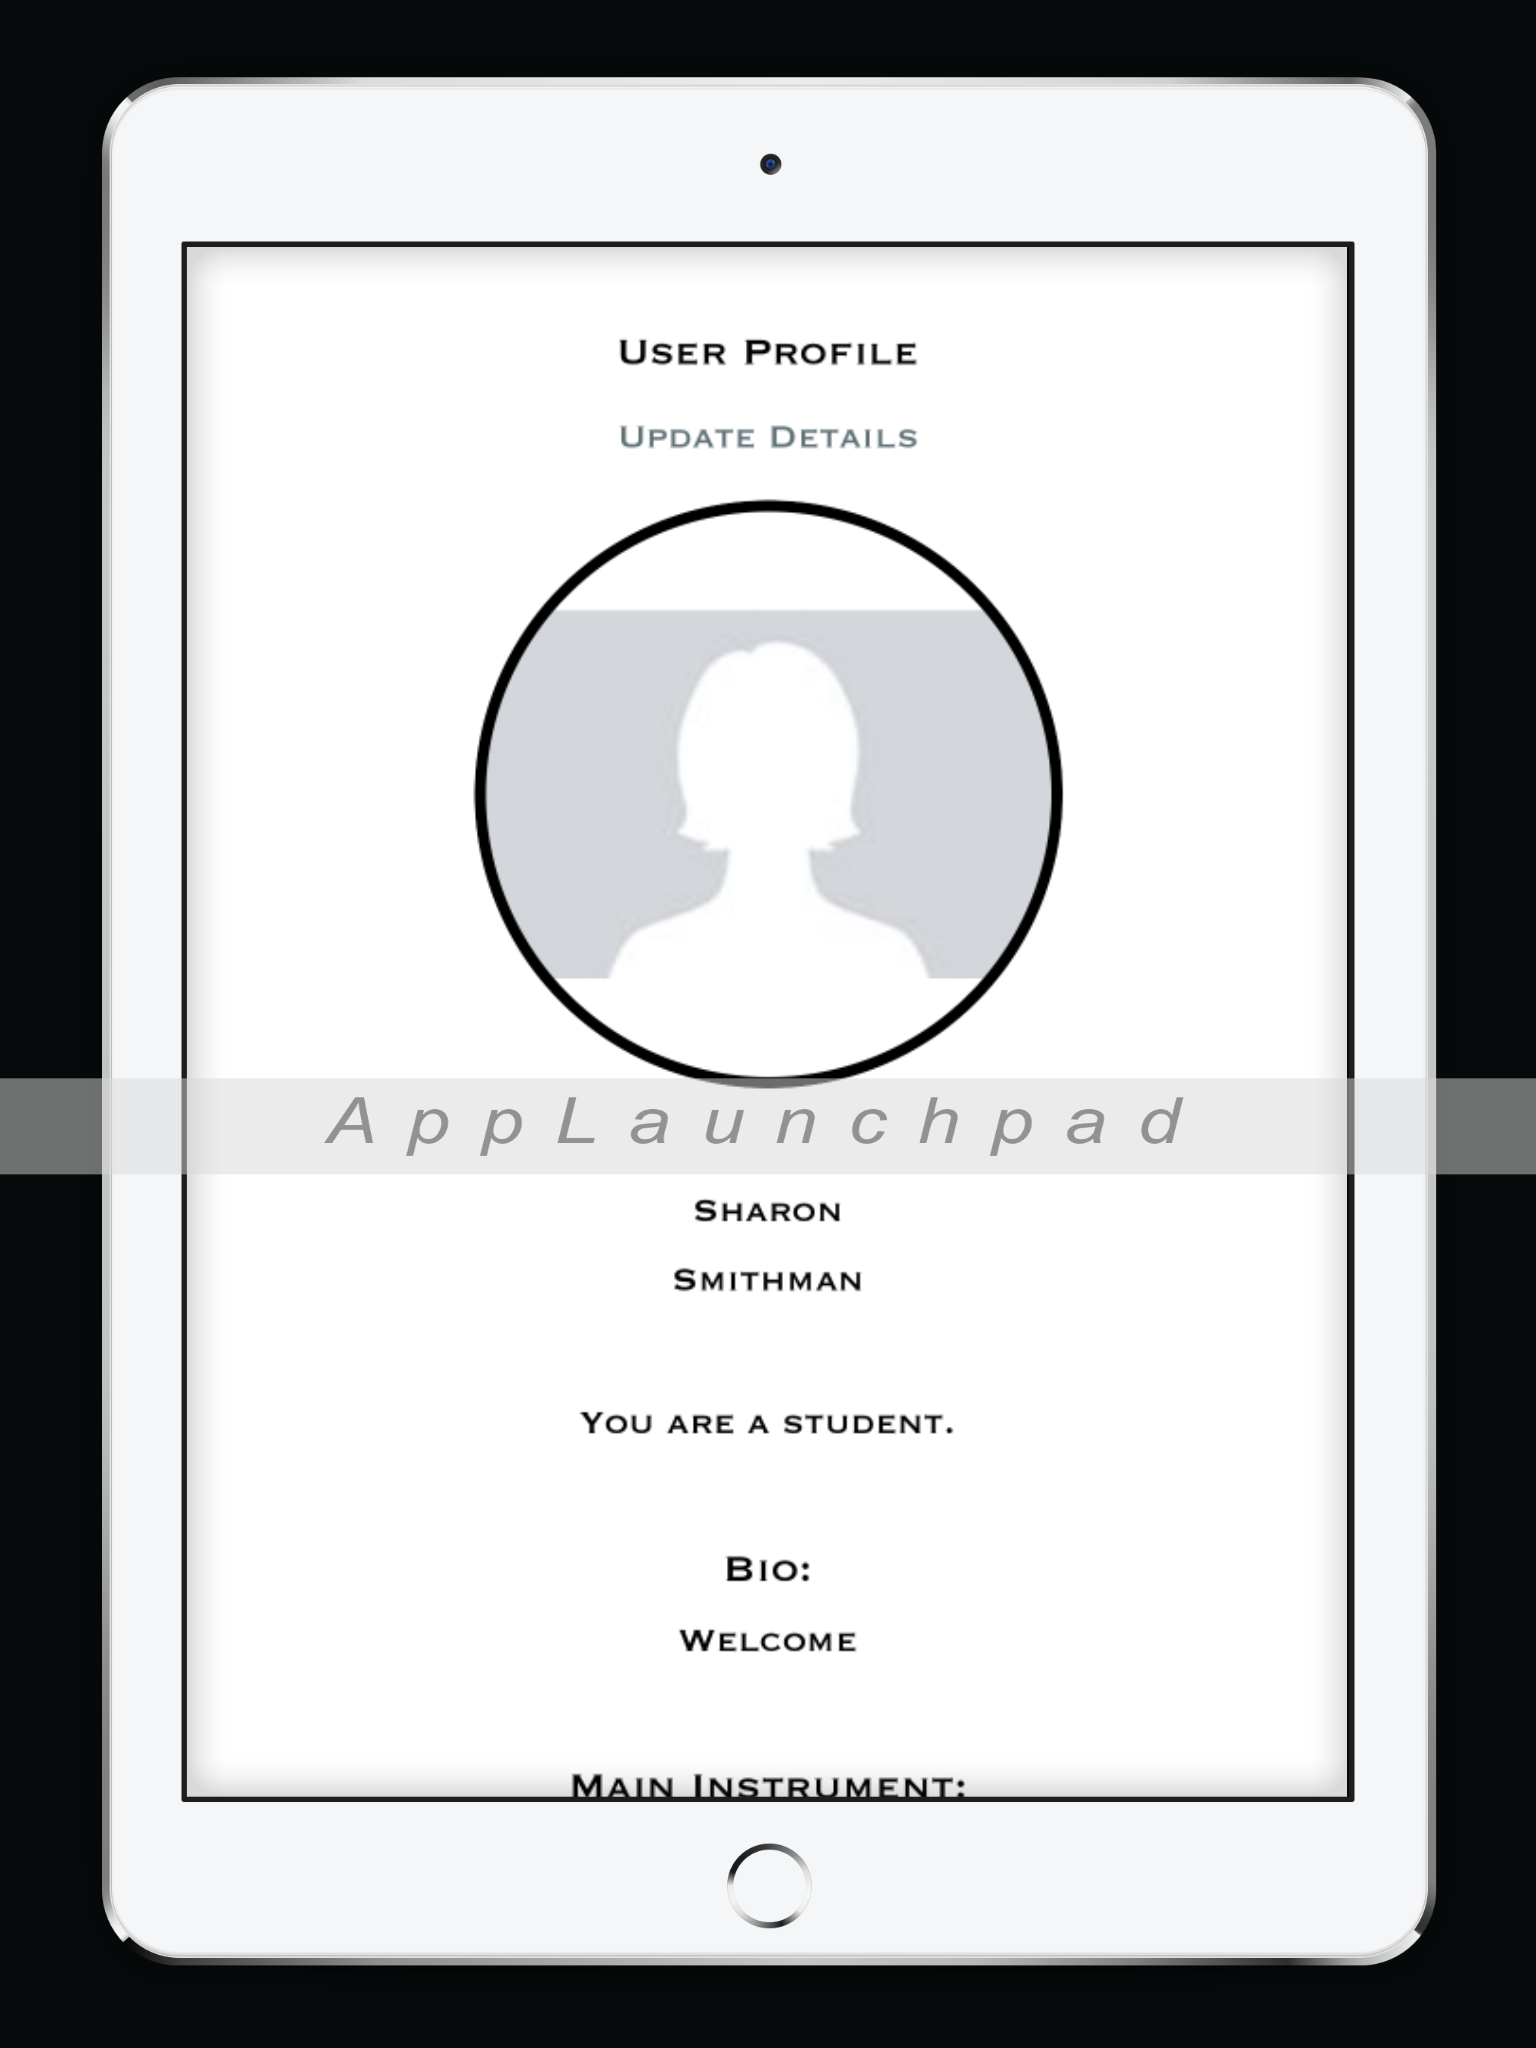 User Profile
Update Details
AppLaunchpad
Sharon
Smithman
You are a student.
Bio:
Welcome
Main Instrument: